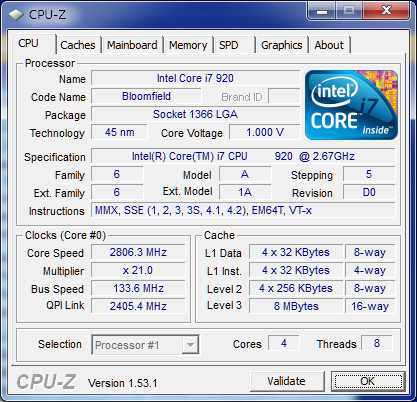 CPU-Z
CPU Caches Mainboard Memory SPD Graphics About
Processor
Name Intel Core i7 920
Code Name Bloomfield Brand ID
Package Socket 1366 LGA
Technology 45 nm Core Voltage 1.000 V
intel i7
CORE™ inside™
Specification Intel(R) Core(TM) i7 CPU 920 @ 2.67GHz
Family 6 Model A Stepping 5
Ext. Family 6 Ext. Model 1A Revision D0
Instructions MMX, SSE (1, 2, 3, 3S, 4.1, 4.2), EM64T, VT-x
Clocks (Core #0)
Core Speed 2806.3 MHz
Multiplier x 21.0
Bus Speed 133.6 MHz
QPI Link 2405.4 MHz
Cache
L1 Data 4 x 32 KBytes 8-way
L1 Inst. 4 x 32 KBytes 4-way
Level 2 4 x 256 KBytes 8-way
Level 3 8 MBytes 16-way
Selection Processor #1 Cores 4 Threads 8
CPU-Z Version 1.53.1 Validate OK